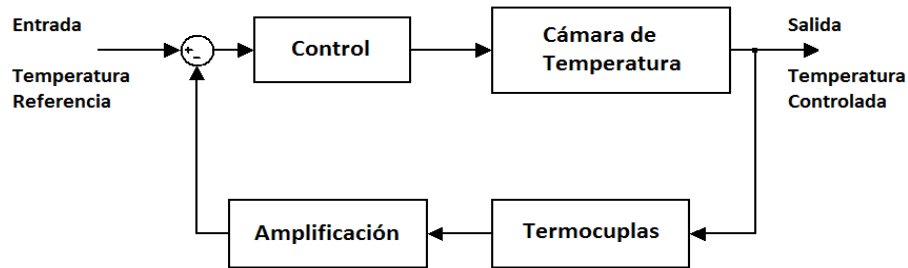 Entrada
Temperatura
Referencia
+
-
Control
Cámara de
Temperatura
Salida
Temperatura
Controlada
Amplificación
Termocuplas